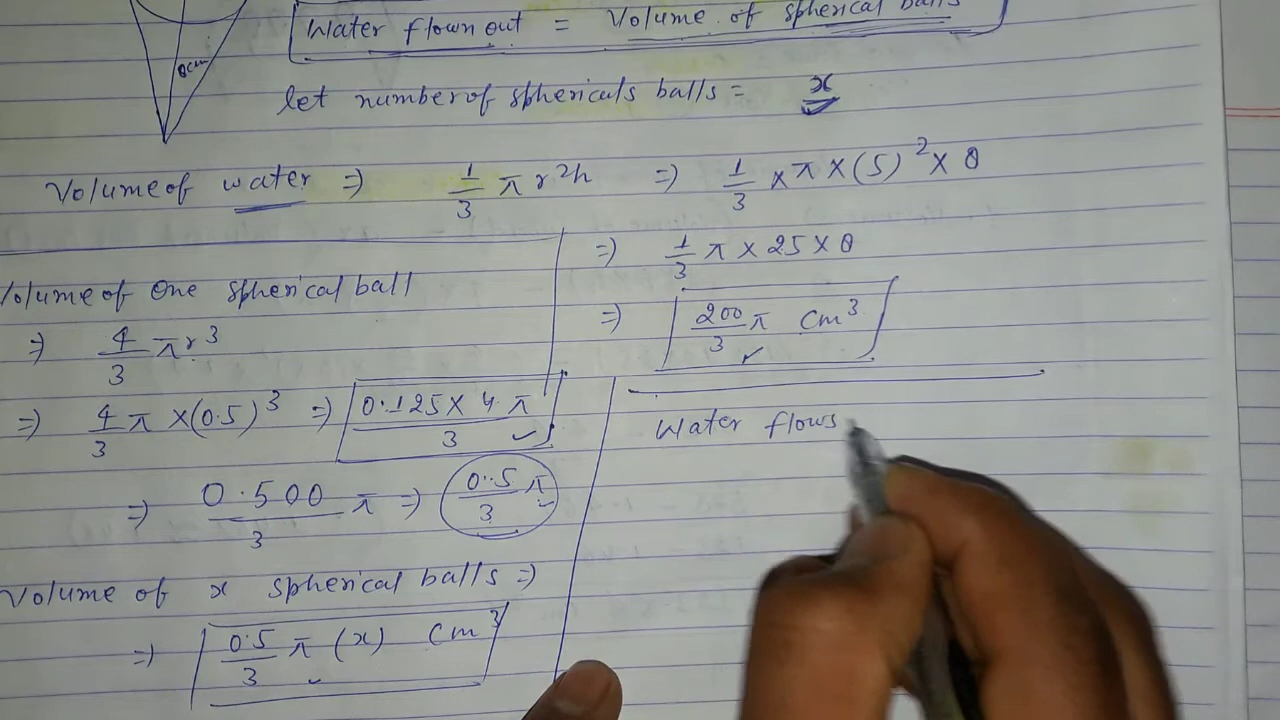 Water flown out = Volume of spherical balls
8cm
let number of sphericals balls = x
Volume of water ⇒ 1/3 π r²h ⇒ 1/3 × π × (5)² × 8
⇒ 1/3 π × 25 × 8
⇒ 200/3 π cm³
Volume of one spherical ball
⇒ 4/3 π r³
⇒ 4/3 π × (0.5)³ ⇒ 0.125 × 4 π / 3
⇒ 0.500/3 π ⇒ 0.5/3 π
Volume of x spherical balls ⇒
⇒ 0.5/3 π (x) cm³
Water flows